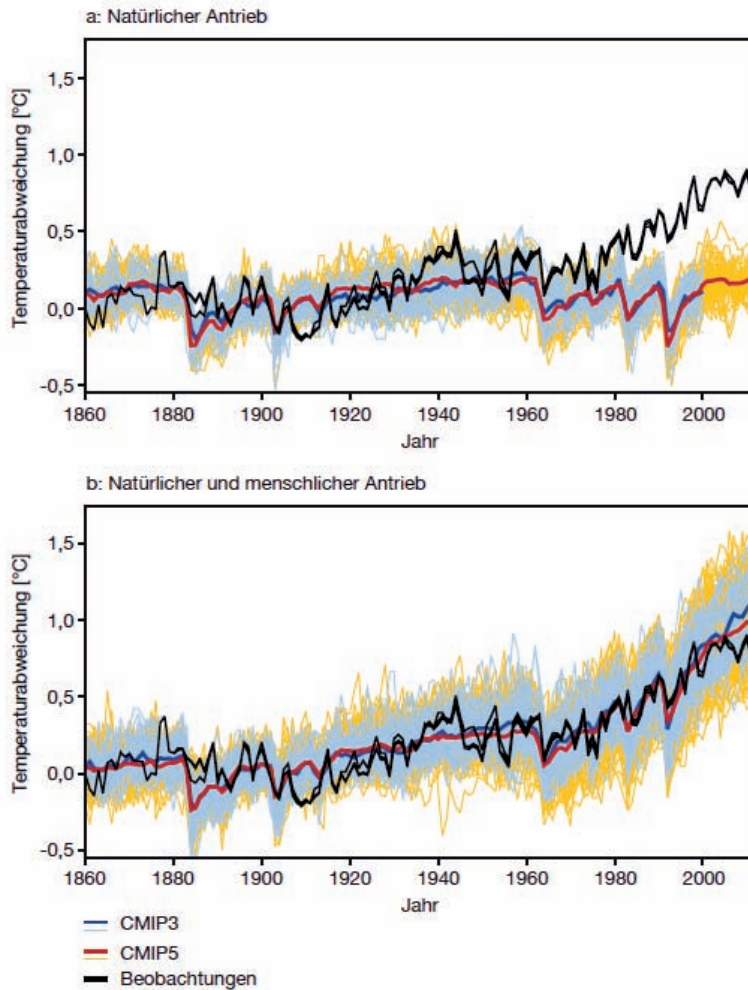 a: Natürlicher Antrieb
Temperaturabweichung [°C]
1,5
1,0
0,5
0,0
-0,5
1860 1880 1900 1920 1940 1960 1980 2000
Jahr
b: Natürlicher und menschlicher Antrieb
Temperaturabweichung [°C]
1,5
1,0
0,5
0,0
-0,5
1860 1880 1900 1920 1940 1960 1980 2000
Jahr
CMIP3
CMIP5
Beobachtungen